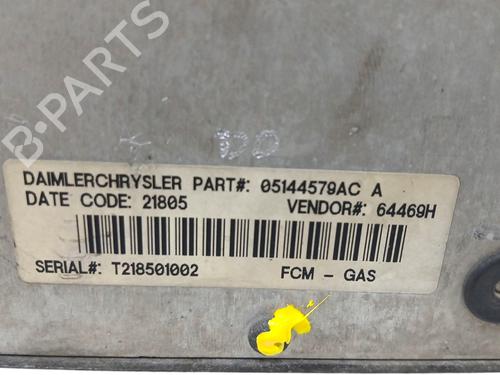 B-PARTS
DAIMLERCHRYSLER PART#: 05144579AC A
DATE CODE: 21805 VENDOR#: 64469H
SERIAL#: T218501002 FCM - GAS